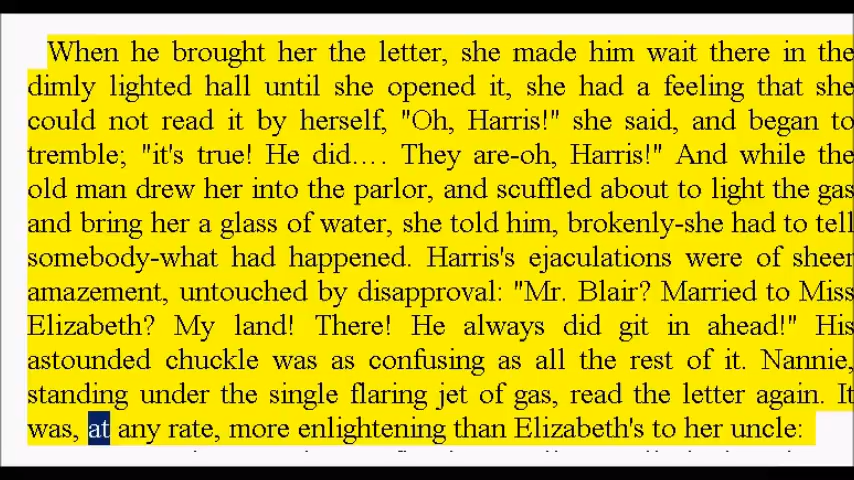 When he brought her the letter, she made him wait there in the
dimly lighted hall until she opened it, she had a feeling that she
could not read it by herself, "Oh, Harris!" she said, and began to
tremble; "it's true! He did…. They are-oh, Harris!" And while the
old man drew her into the parlor, and scuffled about to light the gas
and bring her a glass of water, she told him, brokenly-she had to tell
somebody-what had happened. Harris's ejaculations were of sheer
amazement, untouched by disapproval: "Mr. Blair? Married to Miss
Elizabeth? My land! There! He always did git in ahead!" His
astounded chuckle was as confusing as all the rest of it. Nannie,
standing under the single flaring jet of gas, read the letter again. It
was, at any rate, more enlightening than Elizabeth's to her uncle: